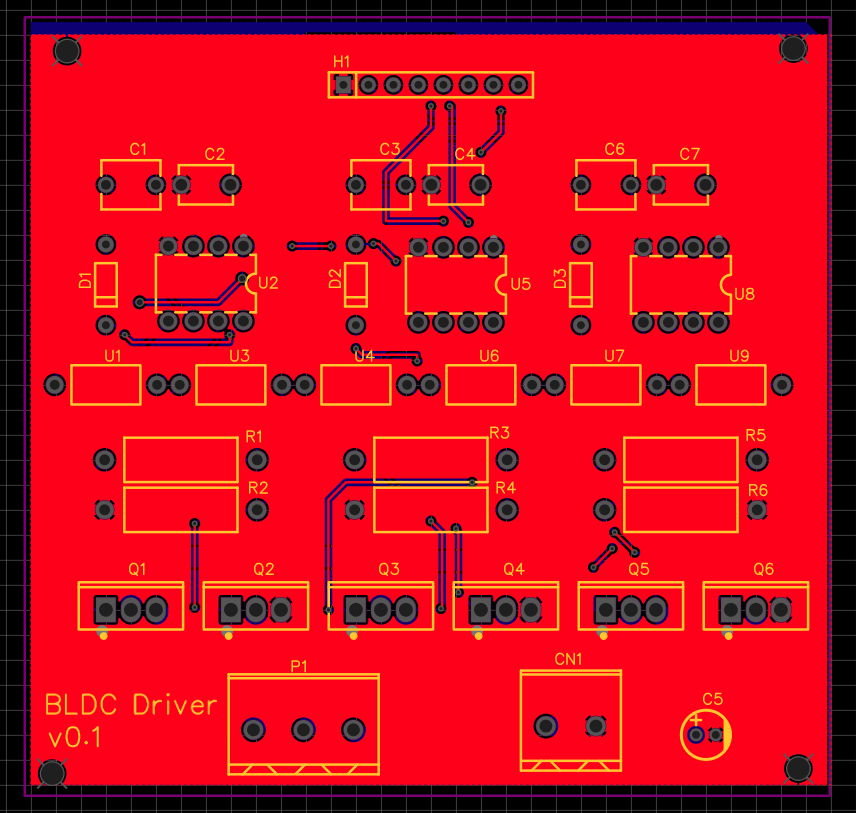 H1
C1 C2 C3 C4 C6 C7
D1 U2 D2 U5 D3 U8
U1 U3 U4 U6 U7 U9
R1 R3 R5
R2 R4 R6
Q1 Q2 Q3 Q4 Q5 Q6
P1 CN1
BLDC Driver C5
v0.1 +